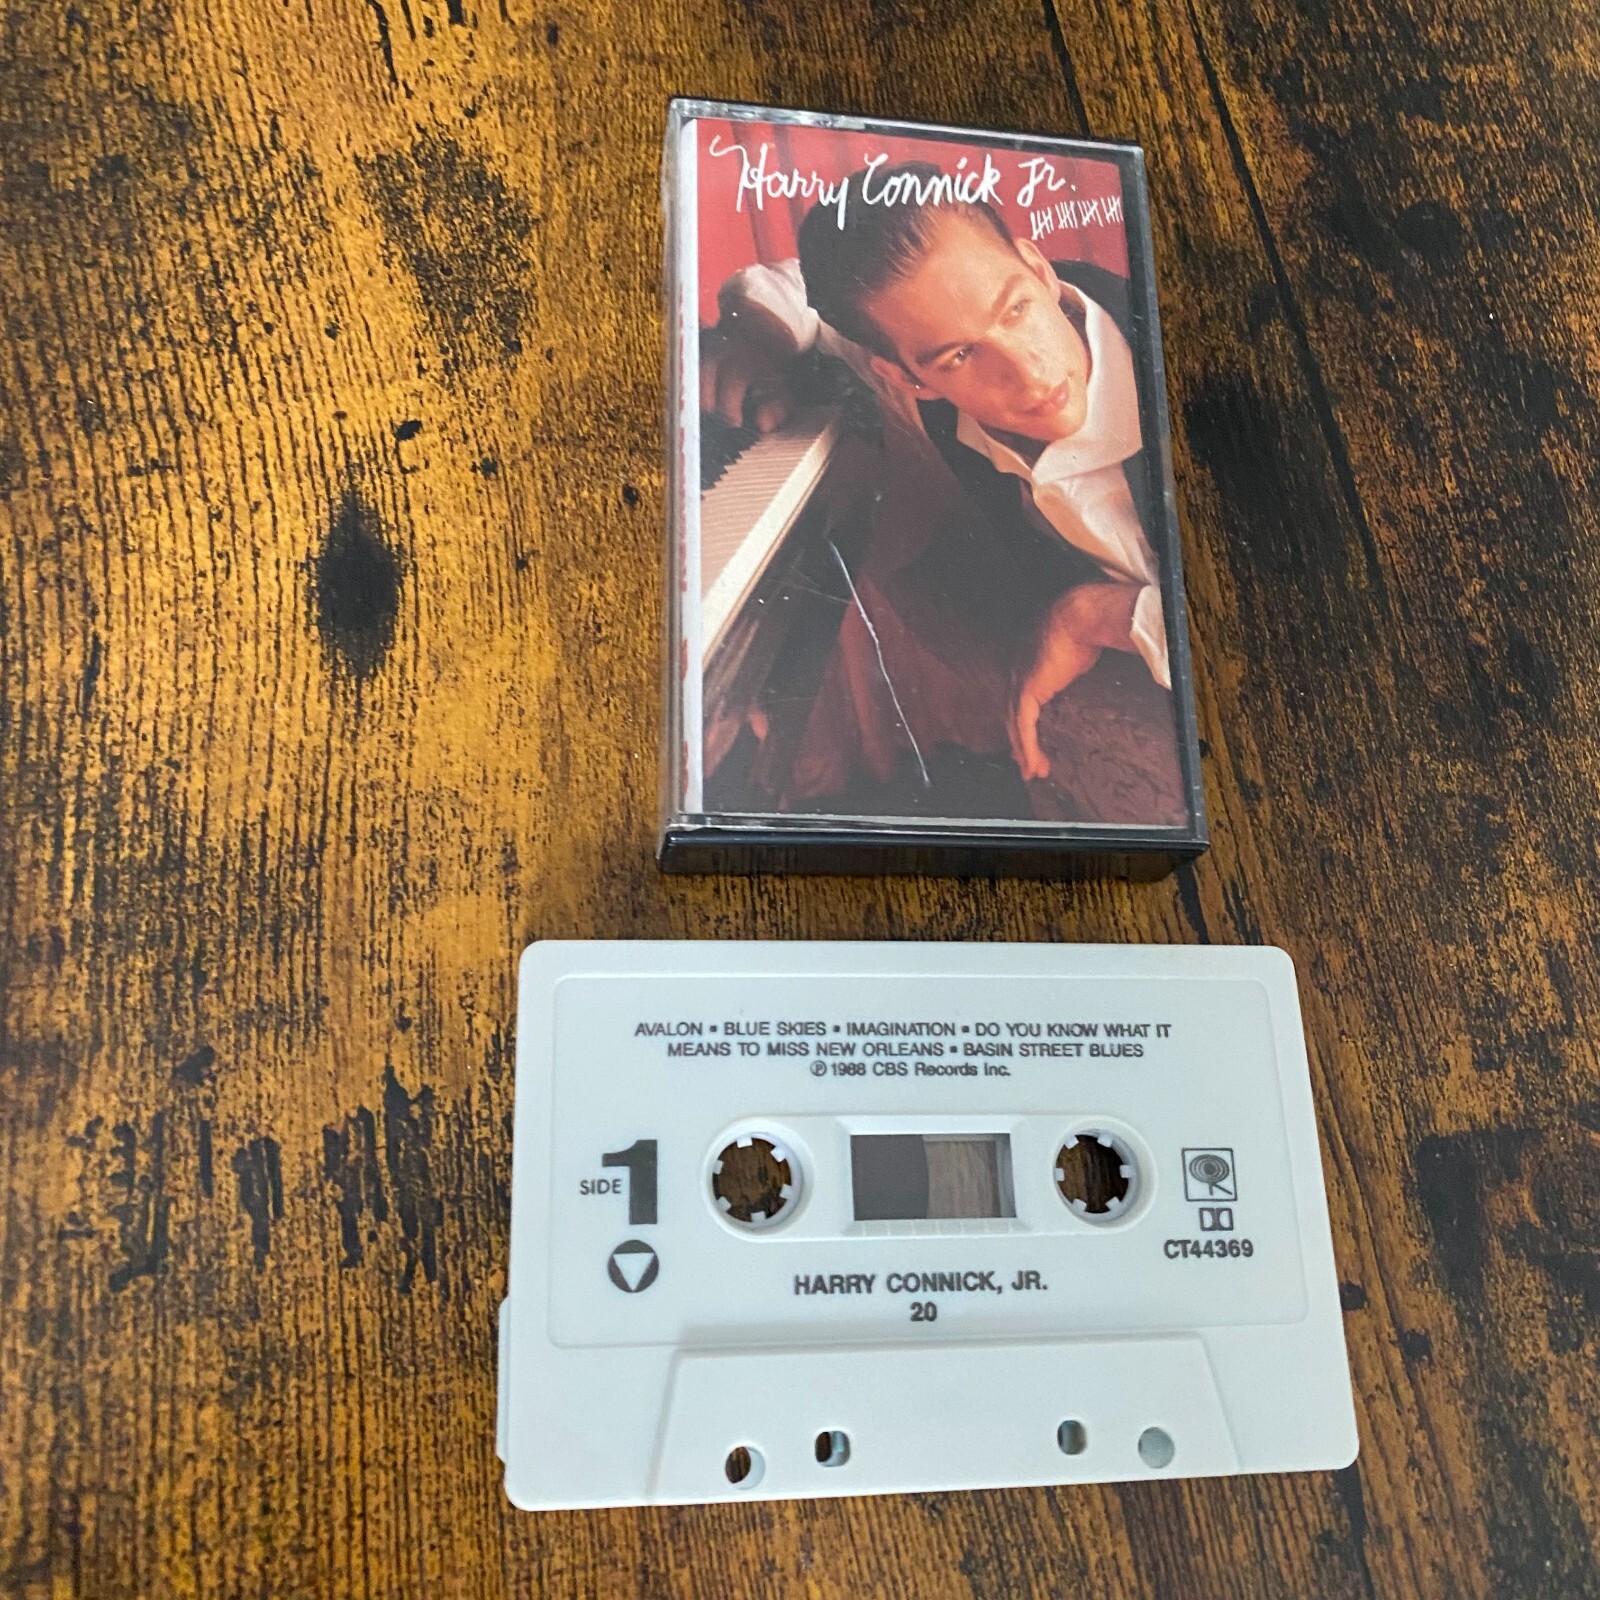 Harry Connick Jr.
AVALON ▪ BLUE SKIES ▪ IMAGINATION ▪ DO YOU KNOW WHAT IT
MEANS TO MISS NEW ORLEANS ▪ BASIN STREET BLUES
℗ 1988 CBS Records Inc.
SIDE 1
CT44369
HARRY CONNICK, JR.
20